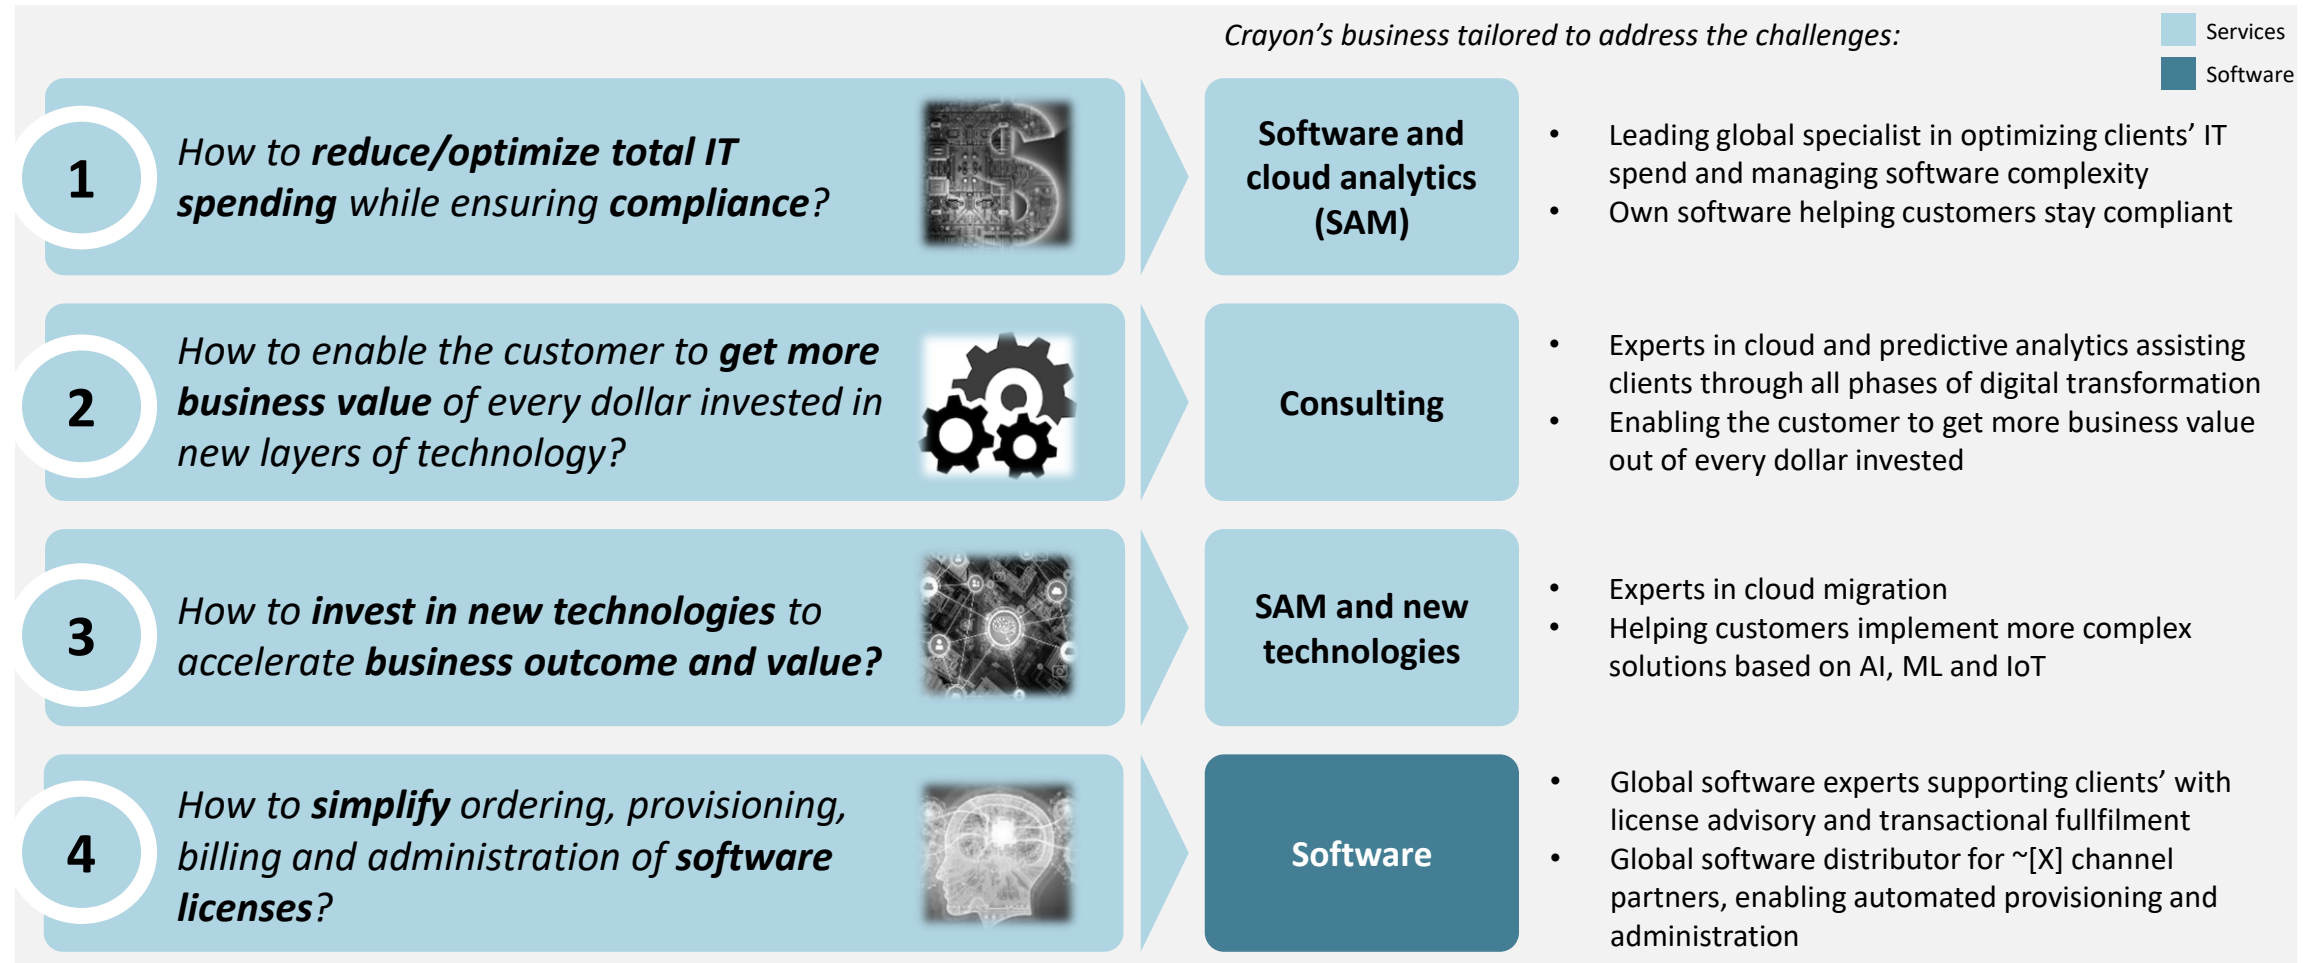 Crayon's business tailored to address the challenges:
Services
Software
1
How to reduce/optimize total IT
spending while ensuring compliance?
Software and
cloud analytics
(SAM)
• Leading global specialist in optimizing clients' IT
spend and managing software complexity
• Own software helping customers stay compliant
2
How to enable the customer to get more
business value of every dollar invested in
new layers of technology?
Consulting
• Experts in cloud and predictive analytics assisting
clients through all phases of digital transformation
• Enabling the customer to get more business value
out of every dollar invested
3
How to invest in new technologies to
accelerate business outcome and value?
SAM and new
technologies
• Experts in cloud migration
• Helping customers implement more complex
solutions based on AI, ML and IoT
4
How to simplify ordering, provisioning,
billing and administration of software
licenses?
Software
• Global software experts supporting clients' with
license advisory and transactional fullfilment
• Global software distributor for ~[X] channel
partners, enabling automated provisioning and
administration